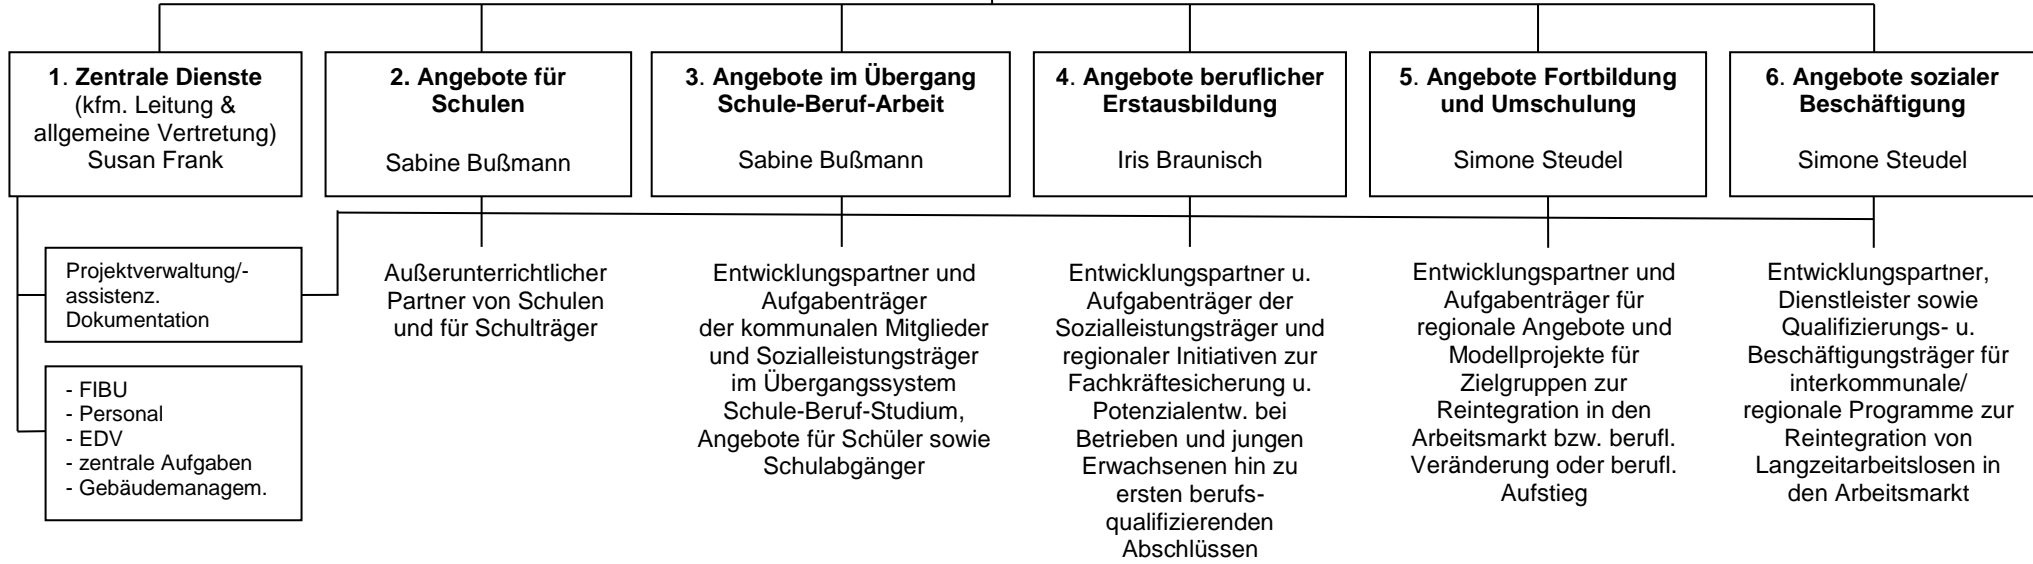 1. Zentrale Dienste
(kfm. Leitung &
allgemeine Vertretung)
Susan Frank
2. Angebote für
Schulen
Sabine Bußmann
3. Angebote im Übergang
Schule-Beruf-Arbeit
Sabine Bußmann
4. Angebote beruflicher
Erstausbildung
Iris Braunisch
5. Angebote Fortbildung
und Umschulung
Simone Steudel
6. Angebote sozialer
Beschäftigung
Simone Steudel
Projektverwaltung/-
assistenz.
Dokumentation
- FIBU
- Personal
- EDV
- zentrale Aufgaben
- Gebäudemanagem.
Außerunterrichtlicher
Partner von Schulen
und für Schulträger
Entwicklungspartner und
Aufgabenträger
der kommunalen Mitglieder
und Sozialleistungsträger
im Übergangssystem
Schule-Beruf-Studium,
Angebote für Schüler sowie
Schulabgänger
Entwicklungspartner u.
Aufgabenträger der
Sozialleistungsträger und
regionaler Initiativen zur
Fachkräftesicherung u.
Potenzialentw. bei
Betrieben und jungen
Erwachsenen hin zu
ersten berufs-
qualifizierenden
Abschlüssen
Entwicklungspartner und
Aufgabenträger für
regionale Angebote und
Modellprojekte für
Zielgruppen zur
Reintegration in den
Arbeitsmarkt bzw. berufl.
Veränderung oder berufl.
Aufstieg
Entwicklungspartner,
Dienstleister sowie
Qualifizierungs- u.
Beschäftigungsträger für
interkommunale/
regionale Programme zur
Reintegration von
Langzeitarbeitslosen in
den Arbeitsmarkt